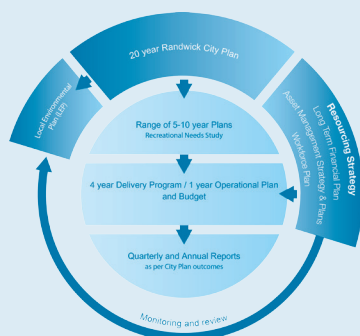 20 year Randwick City Plan
Local Environmental
Plan (LEP)
Resourcing Strategy
Long Term Financial Plan
Asset Management Strategy & Plans
Workforce Plan
Range of 5-10 year Plans
Recreational Needs Study
4 year Delivery Program / 1 year Operational Plan
and Budget
Quarterly and Annual Reports
as per City Plan outcomes
Monitoring and review